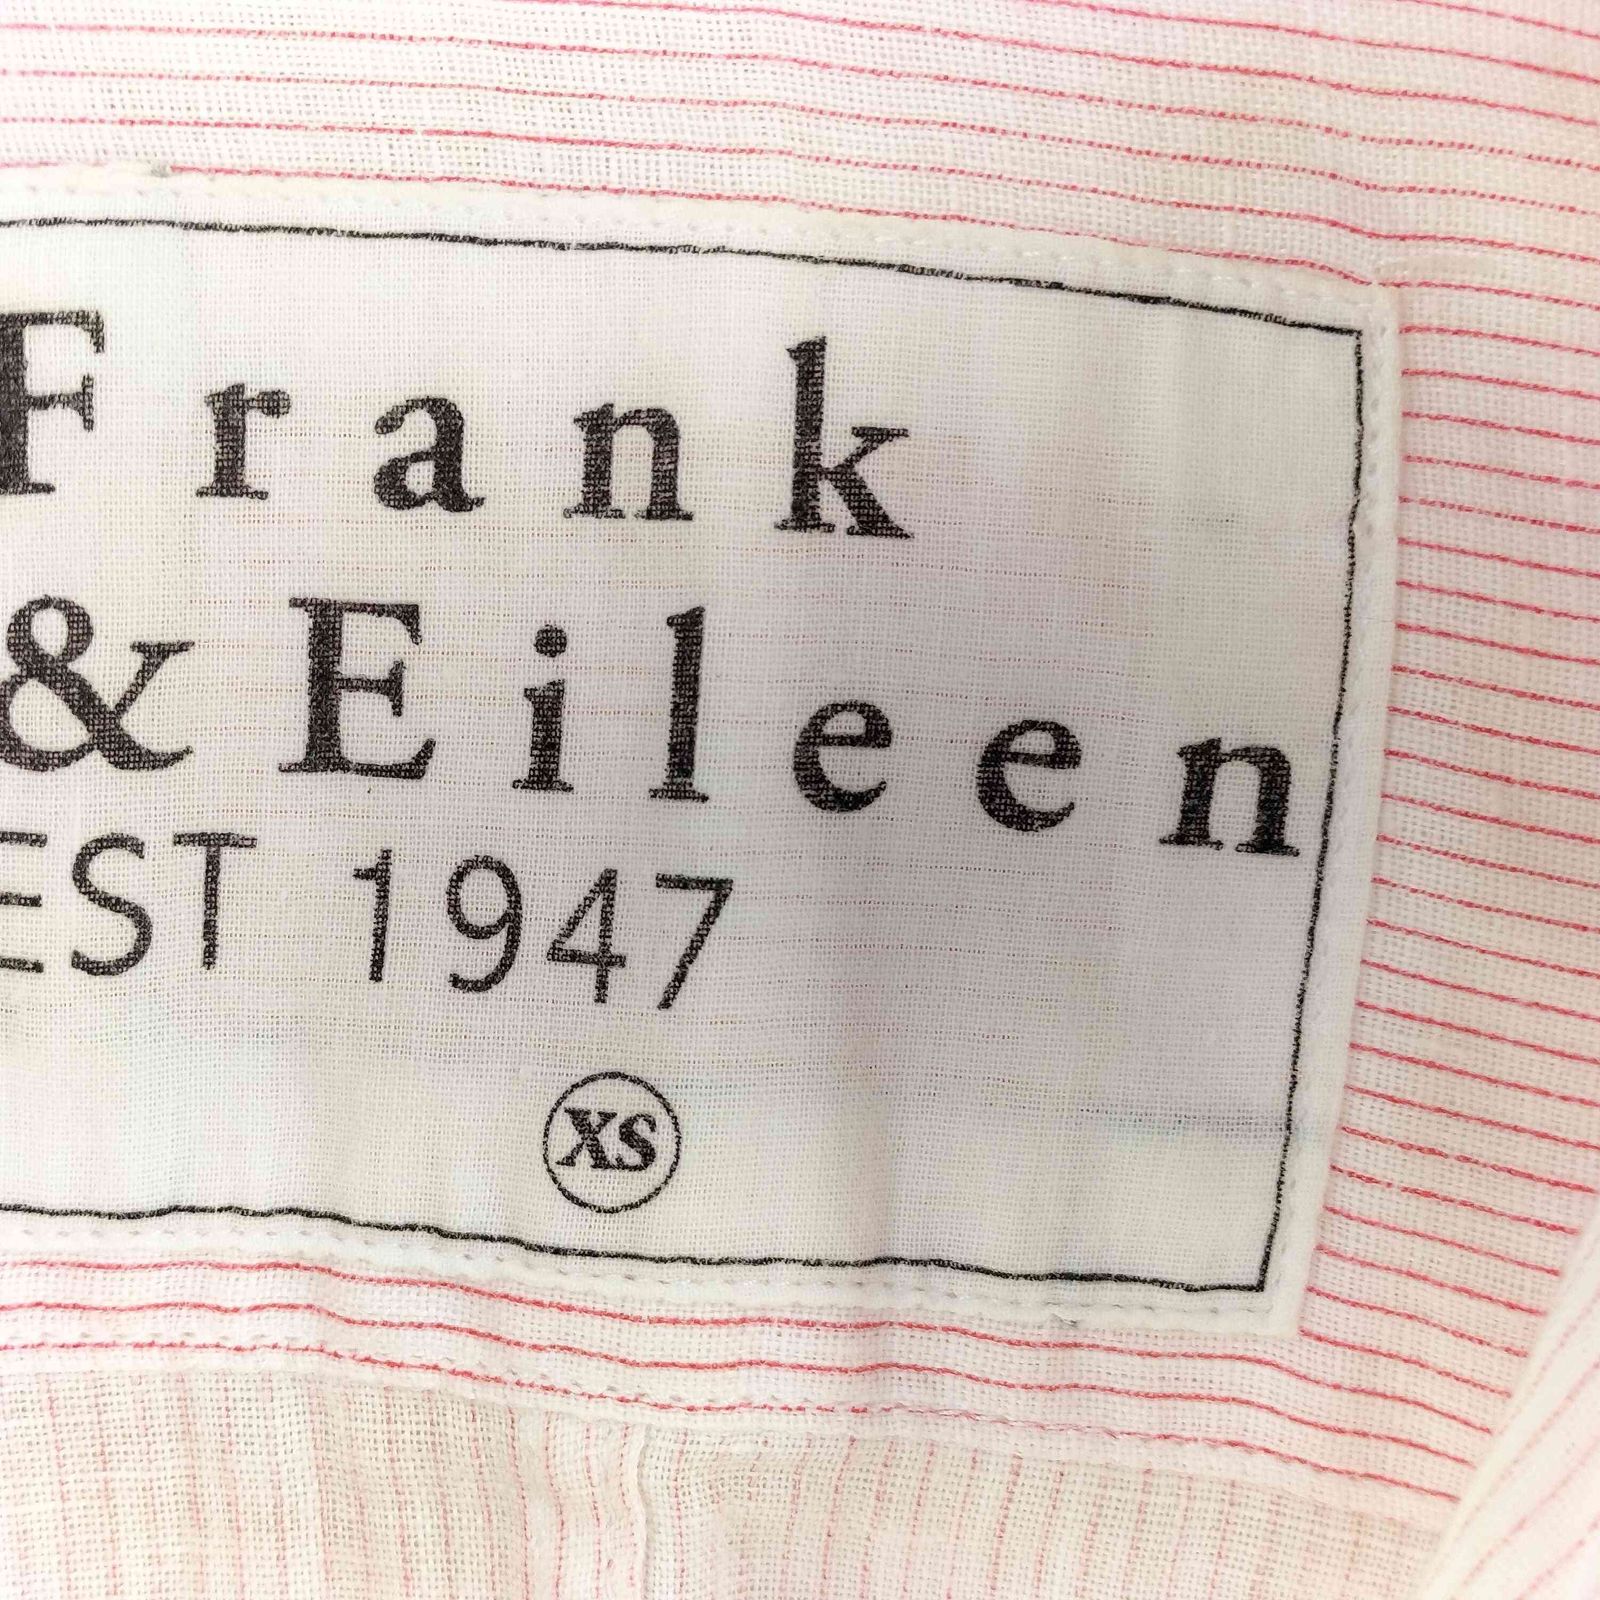 Frank
& Eileen
EST 1947
XS